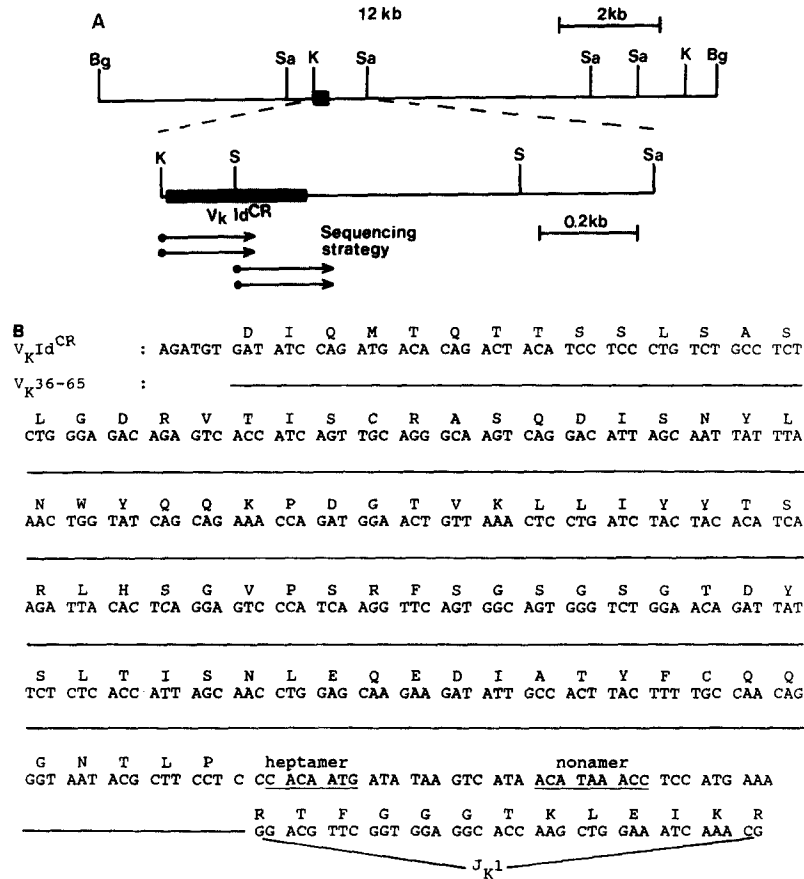 A
12 kb
2kb
Bg Sa K Sa Sa Sa K Bg
K S S Sa
VK Id^CR
0.2kb
Sequencing
strategy
B
D I Q M T Q T T S S L S A S
VKId^CR : AGATGT GAT ATC CAG ATG ACA CAG ACT ACA TCC TCC CTG TCT GCC TCT
VK36-65 :
L G D R V T I S C R A S Q D I S N Y L
CTG GGA GAC AGA GTC ACC ATC AGT TGC AGG GCA AGT CAG GAC ATT AGC AAT TAT TTA
N W Y Q Q K P D G T V K L L I Y Y T S
AAC TGG TAT CAG CAG AAA CCA GAT GGA ACT GTT AAA CTC CTG ATC TAC TAC ACA TCA
R L H S G V P S R F S G S G S G T D Y
AGA TTA CAC TCA GGA GTC CCA TCA AGG TTC AGT GGC AGT GGG TCT GGA ACA GAT TAT
S L T I S N L E Q E D I A T Y F C Q Q
TCT CTC ACC ATT AGC AAC CTG GAG CAA GAA GAT ATT GCC ACT TAC TTT TGC CAA CAG
G N T L P heptamer nonamer
GGT AAT ACG CTT CCT C CC ACA ATG ATA TAA GTC ATA ACA TAA ACC TCC ATG AAA
R T F G G G T K L E I K R
GG ACG TTC GGT GGA GGC ACC AAG CTG GAA ATC AAA CG
JK1